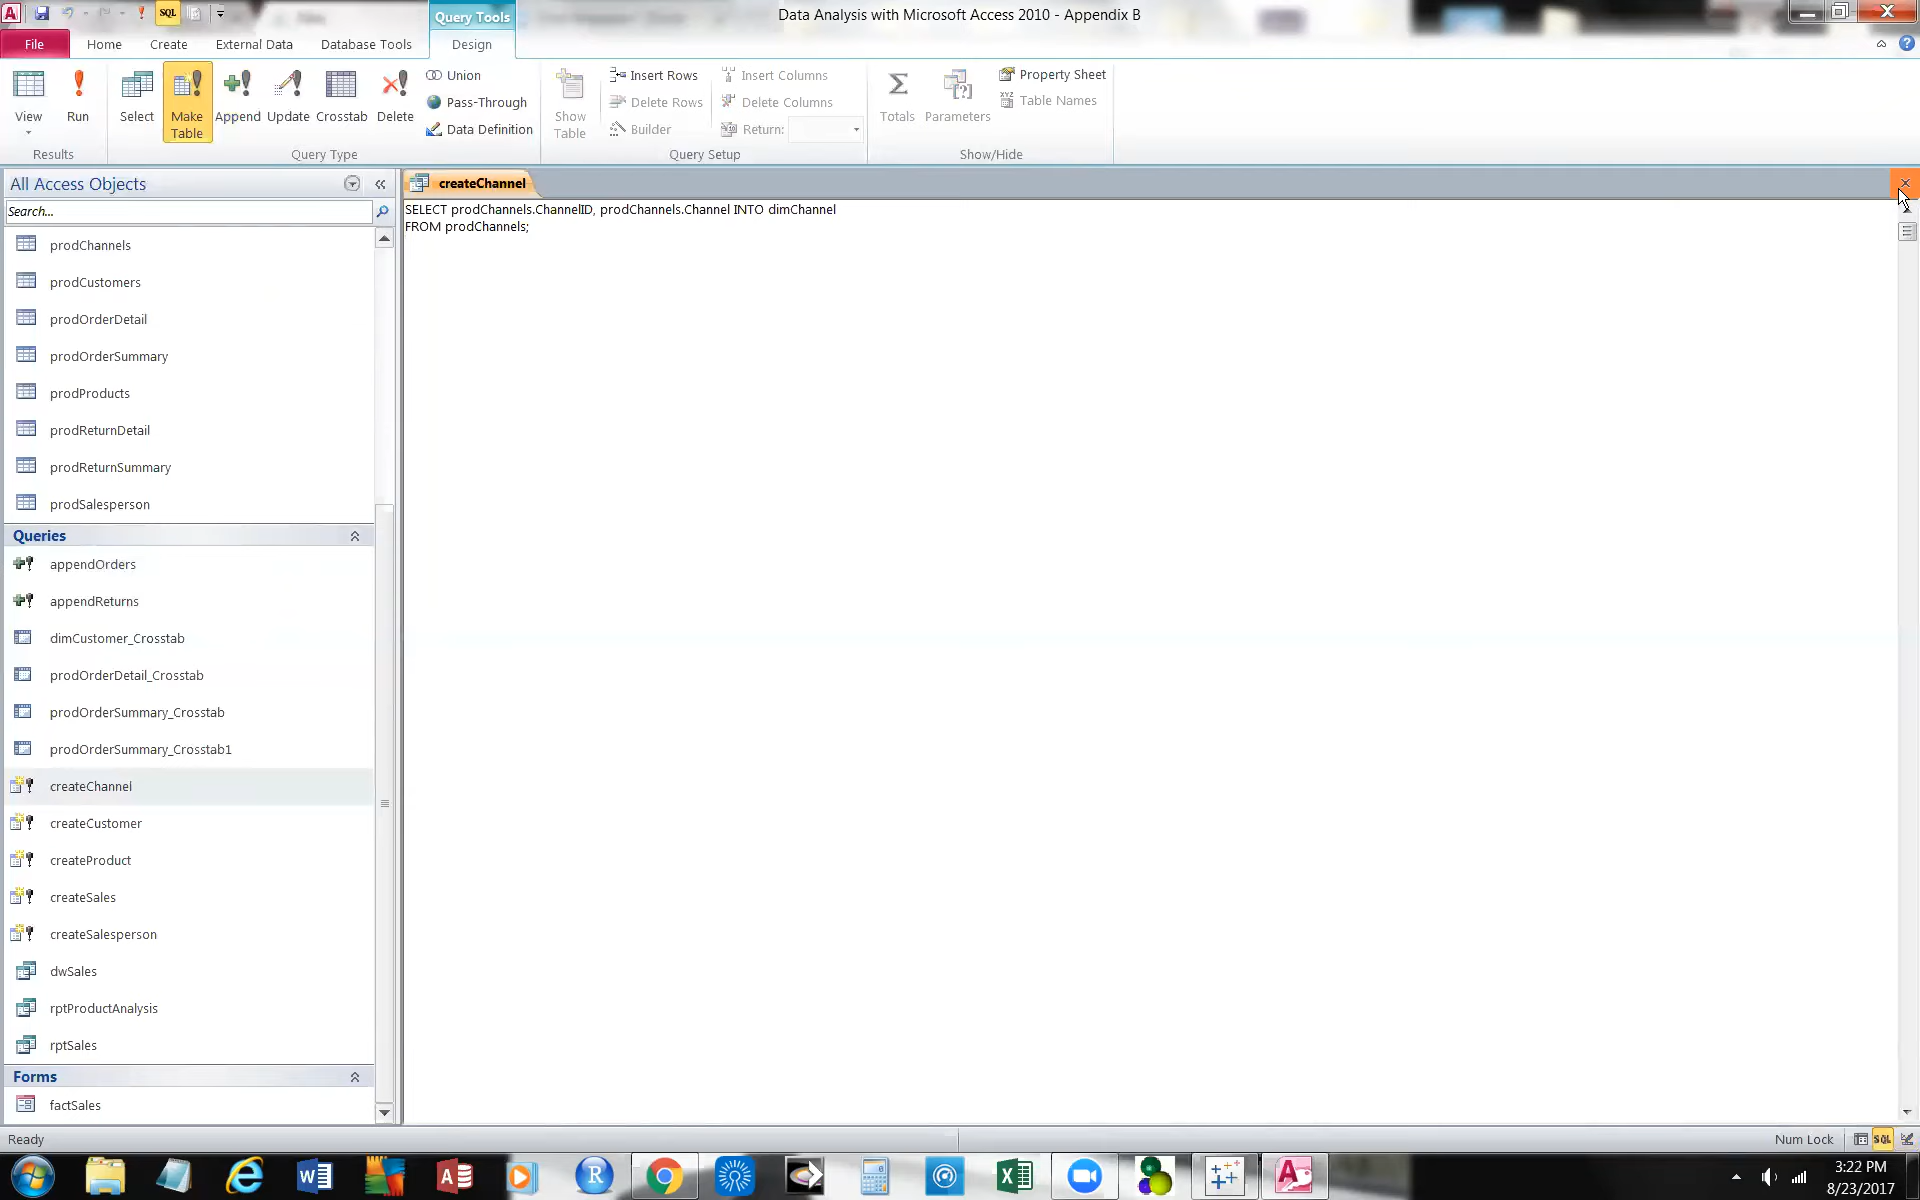 SQL
Query Tools
Data Analysis with Microsoft Access 2010 - Appendix B
File
Home
Create
External Data
Database Tools
Design
View
Run
Select
Make
Table
Append
Update
Crosstab
Delete
Union
Pass-Through
Data Definition
Show
Table
Insert Rows
Delete Rows
Builder
Insert Columns
Delete Columns
Return:
Totals
Parameters
Property Sheet
Table Names
Results
Query Type
Query Setup
Show/Hide
All Access Objects
Search...
prodChannels
prodCustomers
prodOrderDetail
prodOrderSummary
prodProducts
prodReturnDetail
prodReturnSummary
prodSalesperson
Queries
appendOrders
appendReturns
dimCustomer_Crosstab
prodOrderDetail_Crosstab
prodOrderSummary_Crosstab
prodOrderSummary_Crosstab1
createChannel
createCustomer
createProduct
createSales
createSalesperson
dwSales
rptProductAnalysis
rptSales
Forms
factSales
createChannel
SELECT prodChannels.ChannelID, prodChannels.Channel INTO dimChannel
FROM prodChannels;
Ready
Num Lock
SQL
3:22 PM
8/23/2017